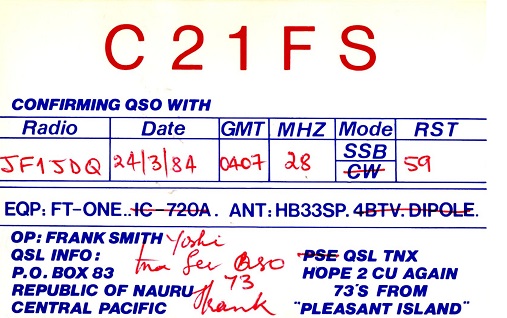 C21FS
CONFIRMING QSO WITH
Radio Date GMT MHZ Mode RST
JF1JDQ 24/3/84 0407 28 SSB CW 59
EQP: FT-ONE. IC-720A. ANT: HB33SP. 4BTV. DIPOLE.
OP: FRANK SMITH Yoshi
QSL INFO: QSO PSE QSL TNX
P.O. BOX 83 73 HOPE 2 CU AGAIN
REPUBLIC OF NAURU Frank 73'S FROM
CENTRAL PACIFIC "PLEASANT ISLAND"